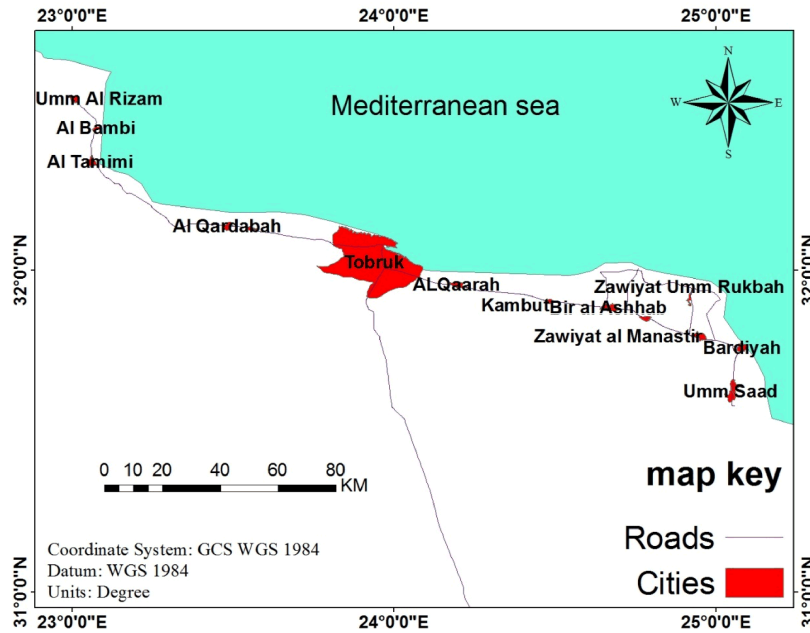 23°0'0"E 24°0'0"E 25°0'0"E
N
W E
S
Mediterranean sea
Umm Al Rizam
Al Bambi
Al Tamimi
Al Qardabah
Tobruk
32°0'0"N 32°0'0"N
ALQaarah
Zawiyat Umm Rukbah
Kambut
Bir al Ashhab
Zawiyat al Manastir
Bardiyah
Umm Saad
0 10 20 40 60 80
KM
map key
Roads
Cities
Coordinate System: GCS WGS 1984
Datum: WGS 1984
Units: Degree
31°0'0"N 31°0'0"N
23°0'0"E 24°0'0"E 25°0'0"E